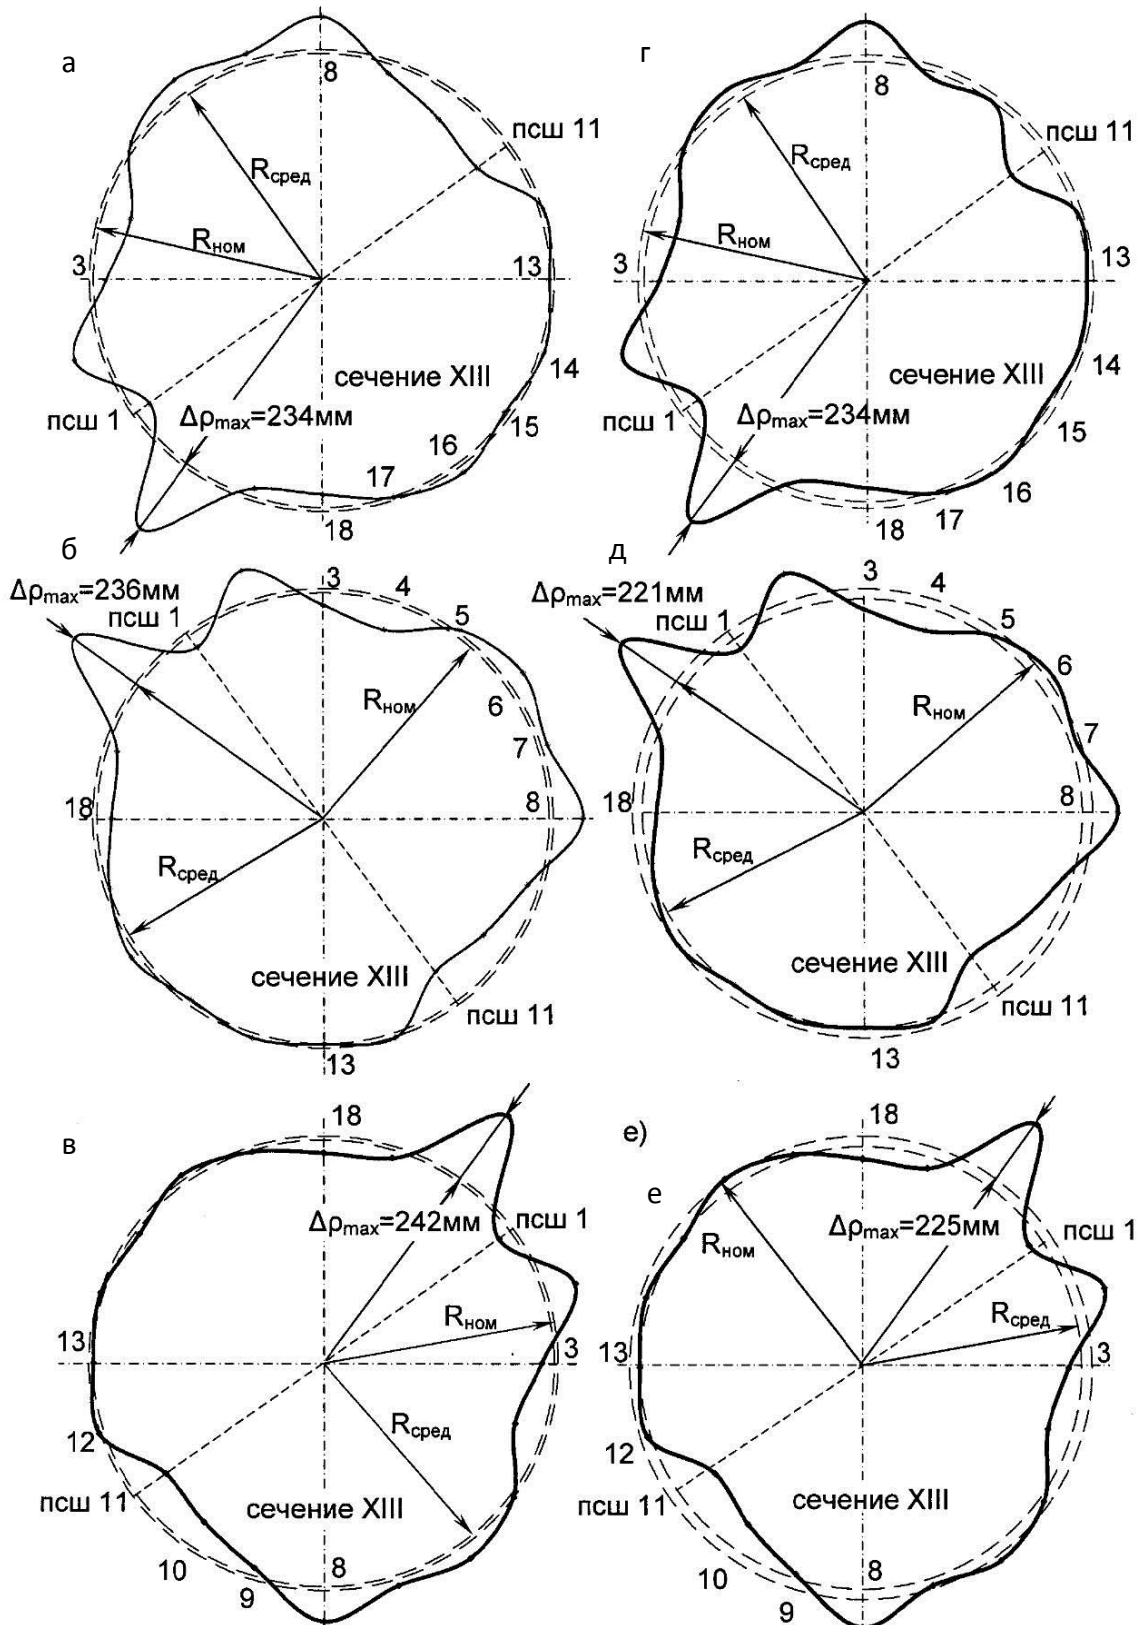 а
8
псш 11
Rсред
Rном
3
13
сечение XIII
14
псш 1
Δρmax=234мм
15
16
17
18
г
8
псш 11
Rсред
Rном
3
13
сечение XIII
14
псш 1
Δρmax=234мм
15
16
17
18
б
Δρmax=236мм
псш 1
3
4
5
6
Rном
7
18
8
Rсред
сечение XIII
псш 11
13
д
Δρmax=221мм
псш 1
3
4
5
6
Rном
7
18
8
Rсред
сечение XIII
псш 11
13
в
18
Δρmax=242мм
псш 1
Rном
13
3
Rсред
12
псш 11
сечение XIII
10
9
8
е)
е
18
Rном
Δρmax=225мм
псш 1
Rсред
13
3
12
псш 11
сечение XIII
10
9
8